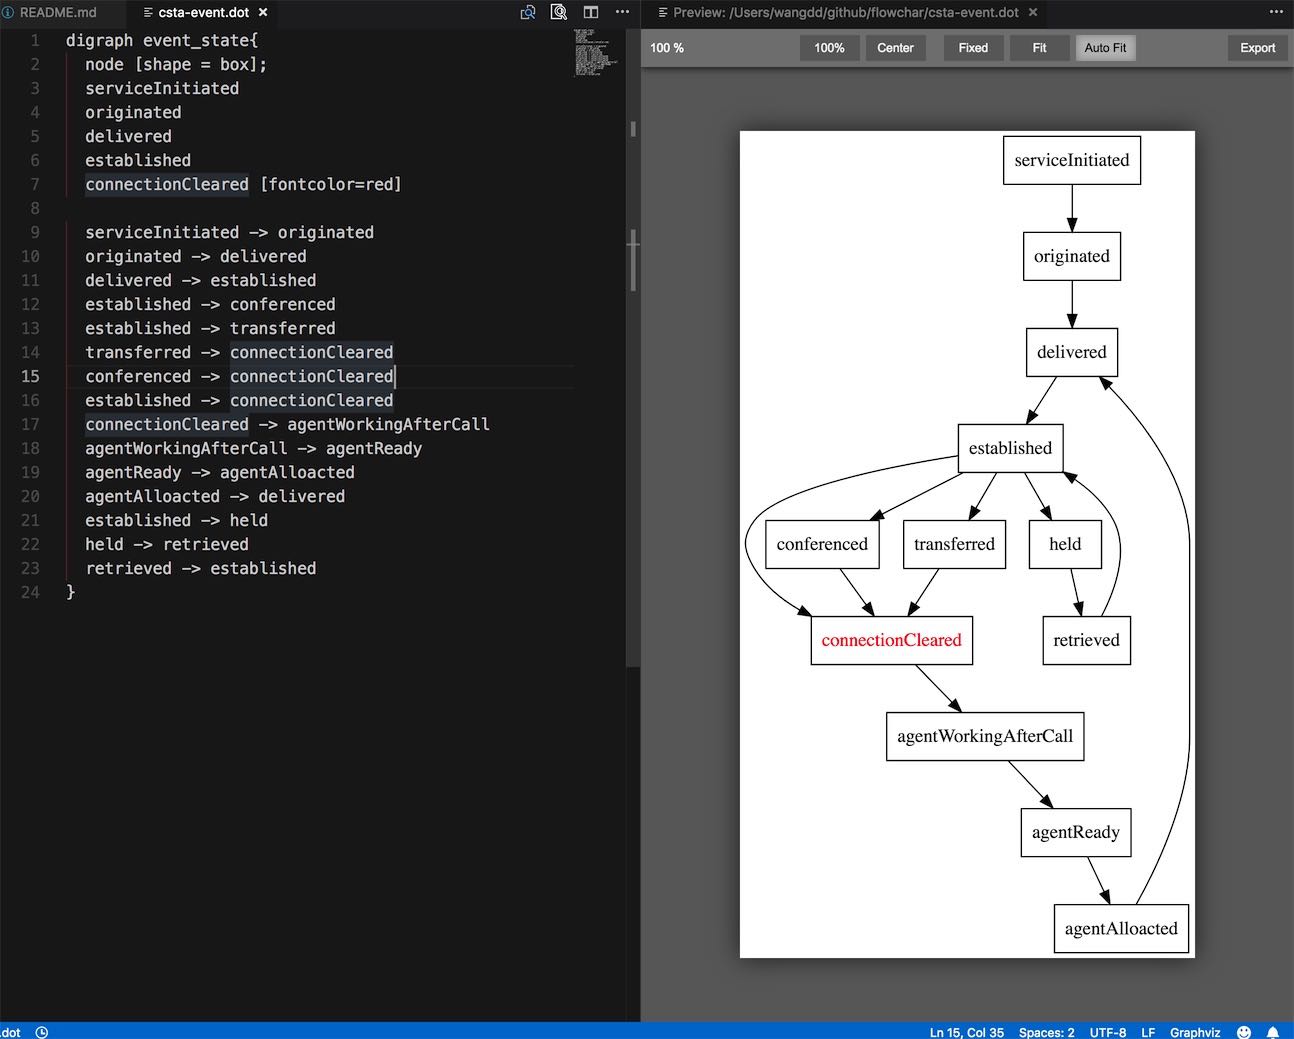 README.md
csta-event.dot
Preview: /Users/wangdd/github/flowchar/csta-event.dot
1 digraph event_state{
2 node [shape = box];
3 serviceInitiated
4 originated
5 delivered
6 established
7 connectionCleared [fontcolor=red]
8
9 serviceInitiated -> originated
10 originated -> delivered
11 delivered -> established
12 established -> conferenced
13 established -> transferred
14 transferred -> connectionCleared
15 conferenced -> connectionCleared
16 established -> connectionCleared
17 connectionCleared -> agentWorkingAfterCall
18 agentWorkingAfterCall -> agentReady
19 agentReady -> agentAlloacted
20 agentAlloacted -> delivered
21 established -> held
22 held -> retrieved
23 retrieved -> established
24 }
100 %
100% Center Fixed Fit Auto Fit Export
serviceInitiated
originated
delivered
established
conferenced transferred held
connectionCleared retrieved
agentWorkingAfterCall
agentReady
agentAlloacted
.dot
Ln 15, Col 35 Spaces: 2 UTF-8 LF Graphviz